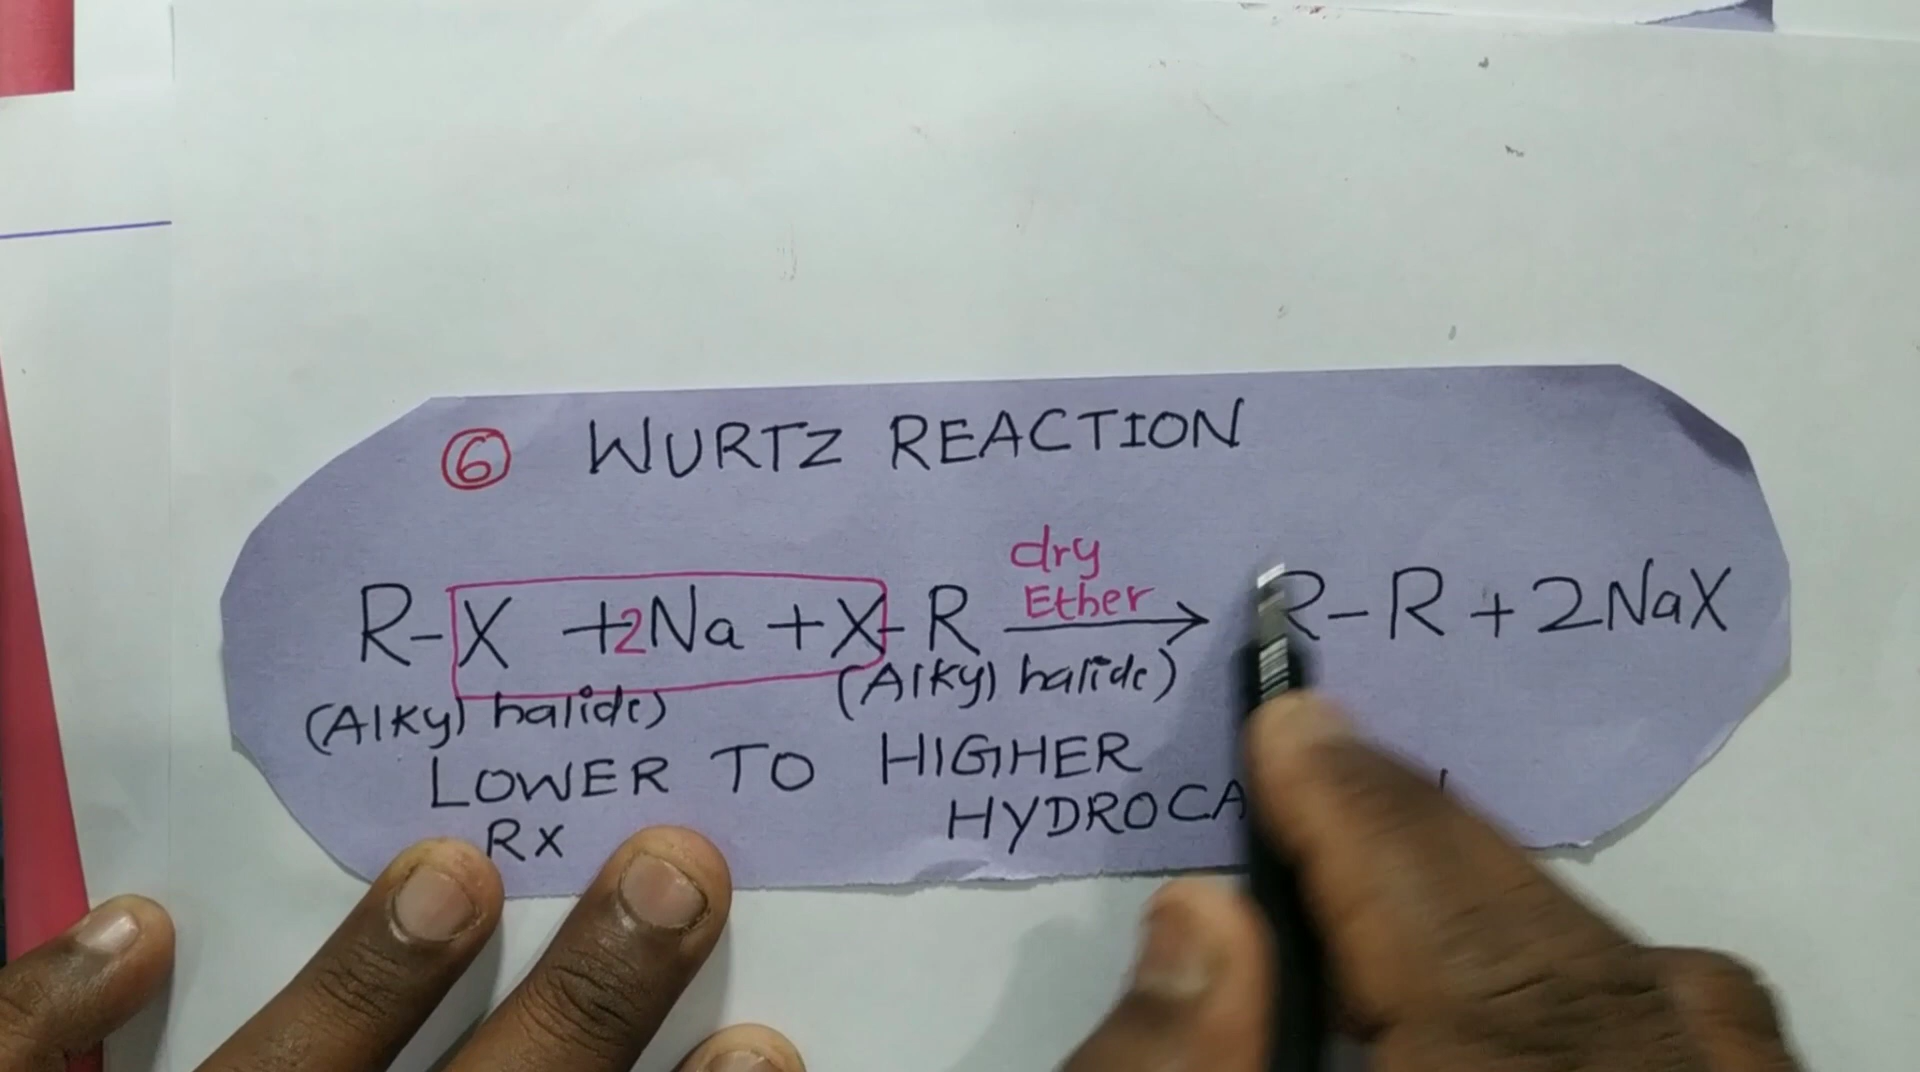 ⑥ WURTZ REACTION
dry
Ether
R-X +2Na +X-R → R-R + 2NaX
(Alkyl halide) (Alkyl halide)
LOWER TO HIGHER
RX HYDROCA